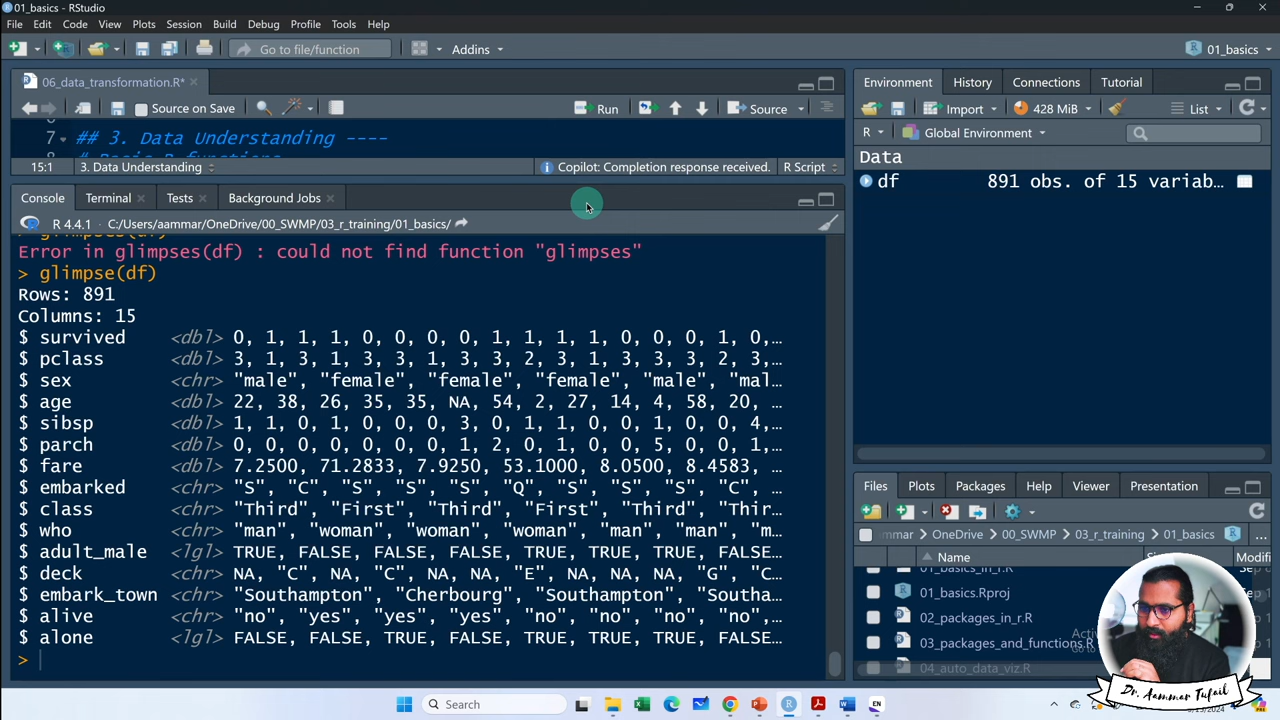 01_basics - RStudio
File Edit Code View Plots Session Build Debug Profile Tools Help
Go to file/function Addins 01_basics
06_data_transformation.R*
Source on Save Run Source
7 ## 3. Data Understanding ----
15:1 3. Data Understanding Copilot: Completion response received. R Script
Console Terminal Tests Background Jobs
R 4.4.1 · C:/Users/aammar/OneDrive/00_SWMP/03_r_training/01_basics/
> glimpses(df)
Error in glimpses(df) : could not find function "glimpses"
> glimpse(df)
Rows: 891
Columns: 15
$ survived <dbl> 0, 1, 1, 1, 0, 0, 0, 0, 1, 1, 1, 1, 0, 0, 0, 1, 0,…
$ pclass <dbl> 3, 1, 3, 1, 3, 3, 1, 3, 3, 2, 3, 1, 3, 3, 3, 2, 3,…
$ sex <chr> "male", "female", "female", "female", "male", "mal…
$ age <dbl> 22, 38, 26, 35, 35, NA, 54, 2, 27, 14, 4, 58, 20, …
$ sibsp <dbl> 1, 1, 0, 1, 0, 0, 0, 3, 0, 1, 1, 0, 0, 1, 0, 0, 4,…
$ parch <dbl> 0, 0, 0, 0, 0, 0, 0, 1, 2, 0, 1, 0, 0, 5, 0, 0, 1,…
$ fare <dbl> 7.2500, 71.2833, 7.9250, 53.1000, 8.0500, 8.4583, …
$ embarked <chr> "S", "C", "S", "S", "S", "Q", "S", "S", "S", "C", …
$ class <chr> "Third", "First", "Third", "First", "Third", "Thir…
$ who <chr> "man", "woman", "woman", "woman", "man", "man", "m…
$ adult_male <lgl> TRUE, FALSE, FALSE, FALSE, TRUE, TRUE, TRUE, FALSE…
$ deck <chr> NA, "C", NA, "C", NA, NA, "E", NA, NA, NA, "G", "C…
$ embark_town <chr> "Southampton", "Cherbourg", "Southampton", "Southa…
$ alive <chr> "no", "yes", "yes", "yes", "no", "no", "no", "no",…
$ alone <lgl> FALSE, FALSE, TRUE, FALSE, TRUE, TRUE, TRUE, FALSE…
>
Environment History Connections Tutorial
Import 428 MiB List
R Global Environment
Data
df 891 obs. of 15 variab…
Files Plots Packages Help Viewer Presentation
ammar OneDrive 00_SWMP 03_r_training 01_basics ...
Name Modifi
01_basics_in_r.R
01_basics.Rproj
02_packages_in_r.R
03_packages_and_functions.R
04_auto_data_viz.R
Dr. Aammar Tufail
Search
EN